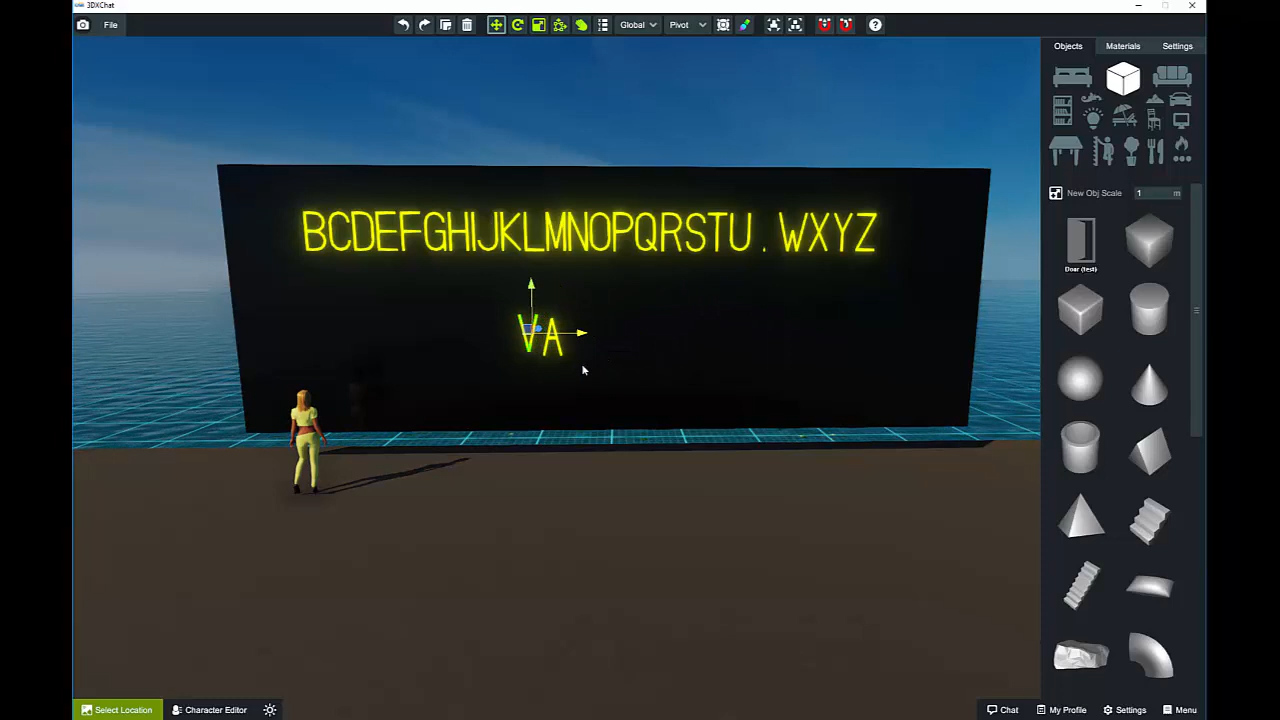 3DXChat
File
Global
Pivot
?
Objects Materials Settings
New Obj Scale 1 m
Door (test)
BCDEFGHIJKLMNOPQRSTU.WXYZ
VA
Select Location
Character Editor
Chat
My Profile
Settings
Menu